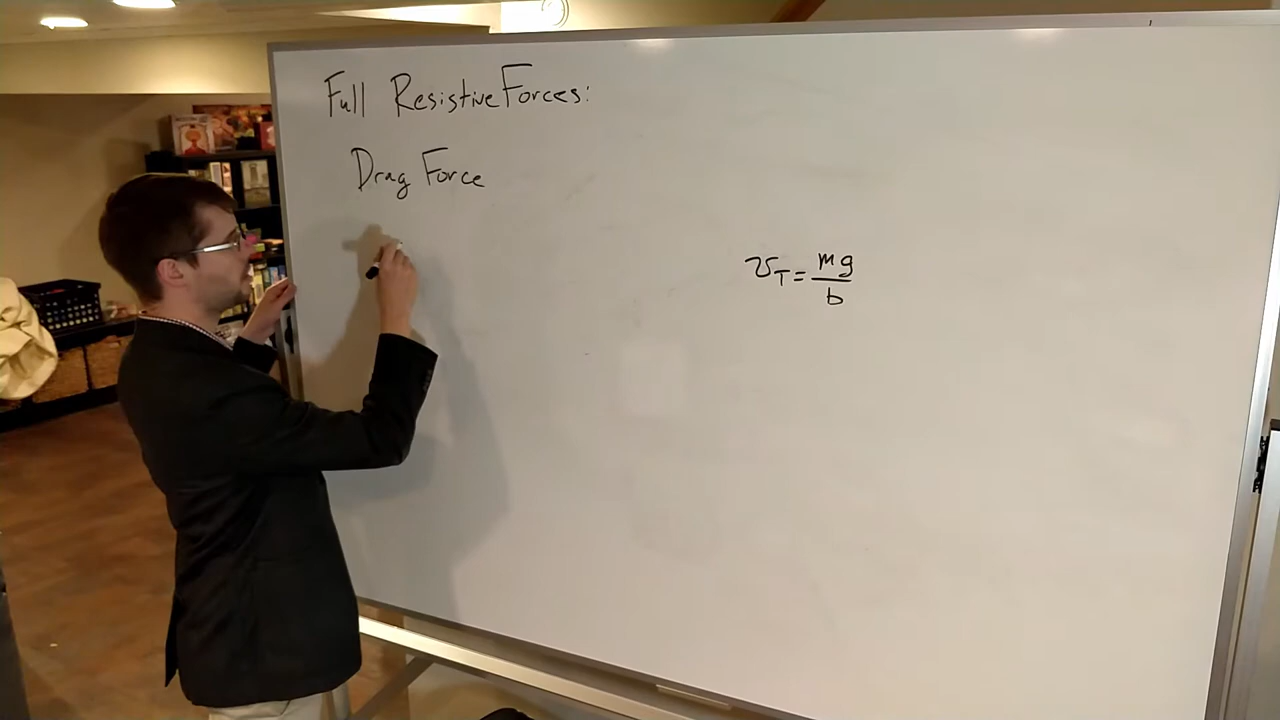 Full Resistive Forces:
Drag Force
v_T = mg/b